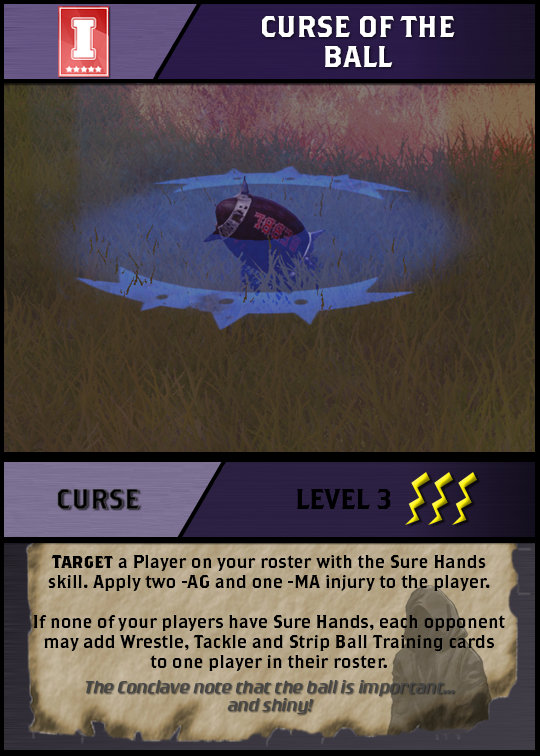 I
CURSE OF THE
BALL
CURSE
LEVEL 3
TARGET a Player on your roster with the Sure Hands
skill. Apply two -AG and one -MA injury to the player.
If none of your players have Sure Hands, each opponent
may add Wrestle, Tackle and Strip Ball Training cards
to one player in their roster.
The Conclave note that the ball is important...
and shiny!